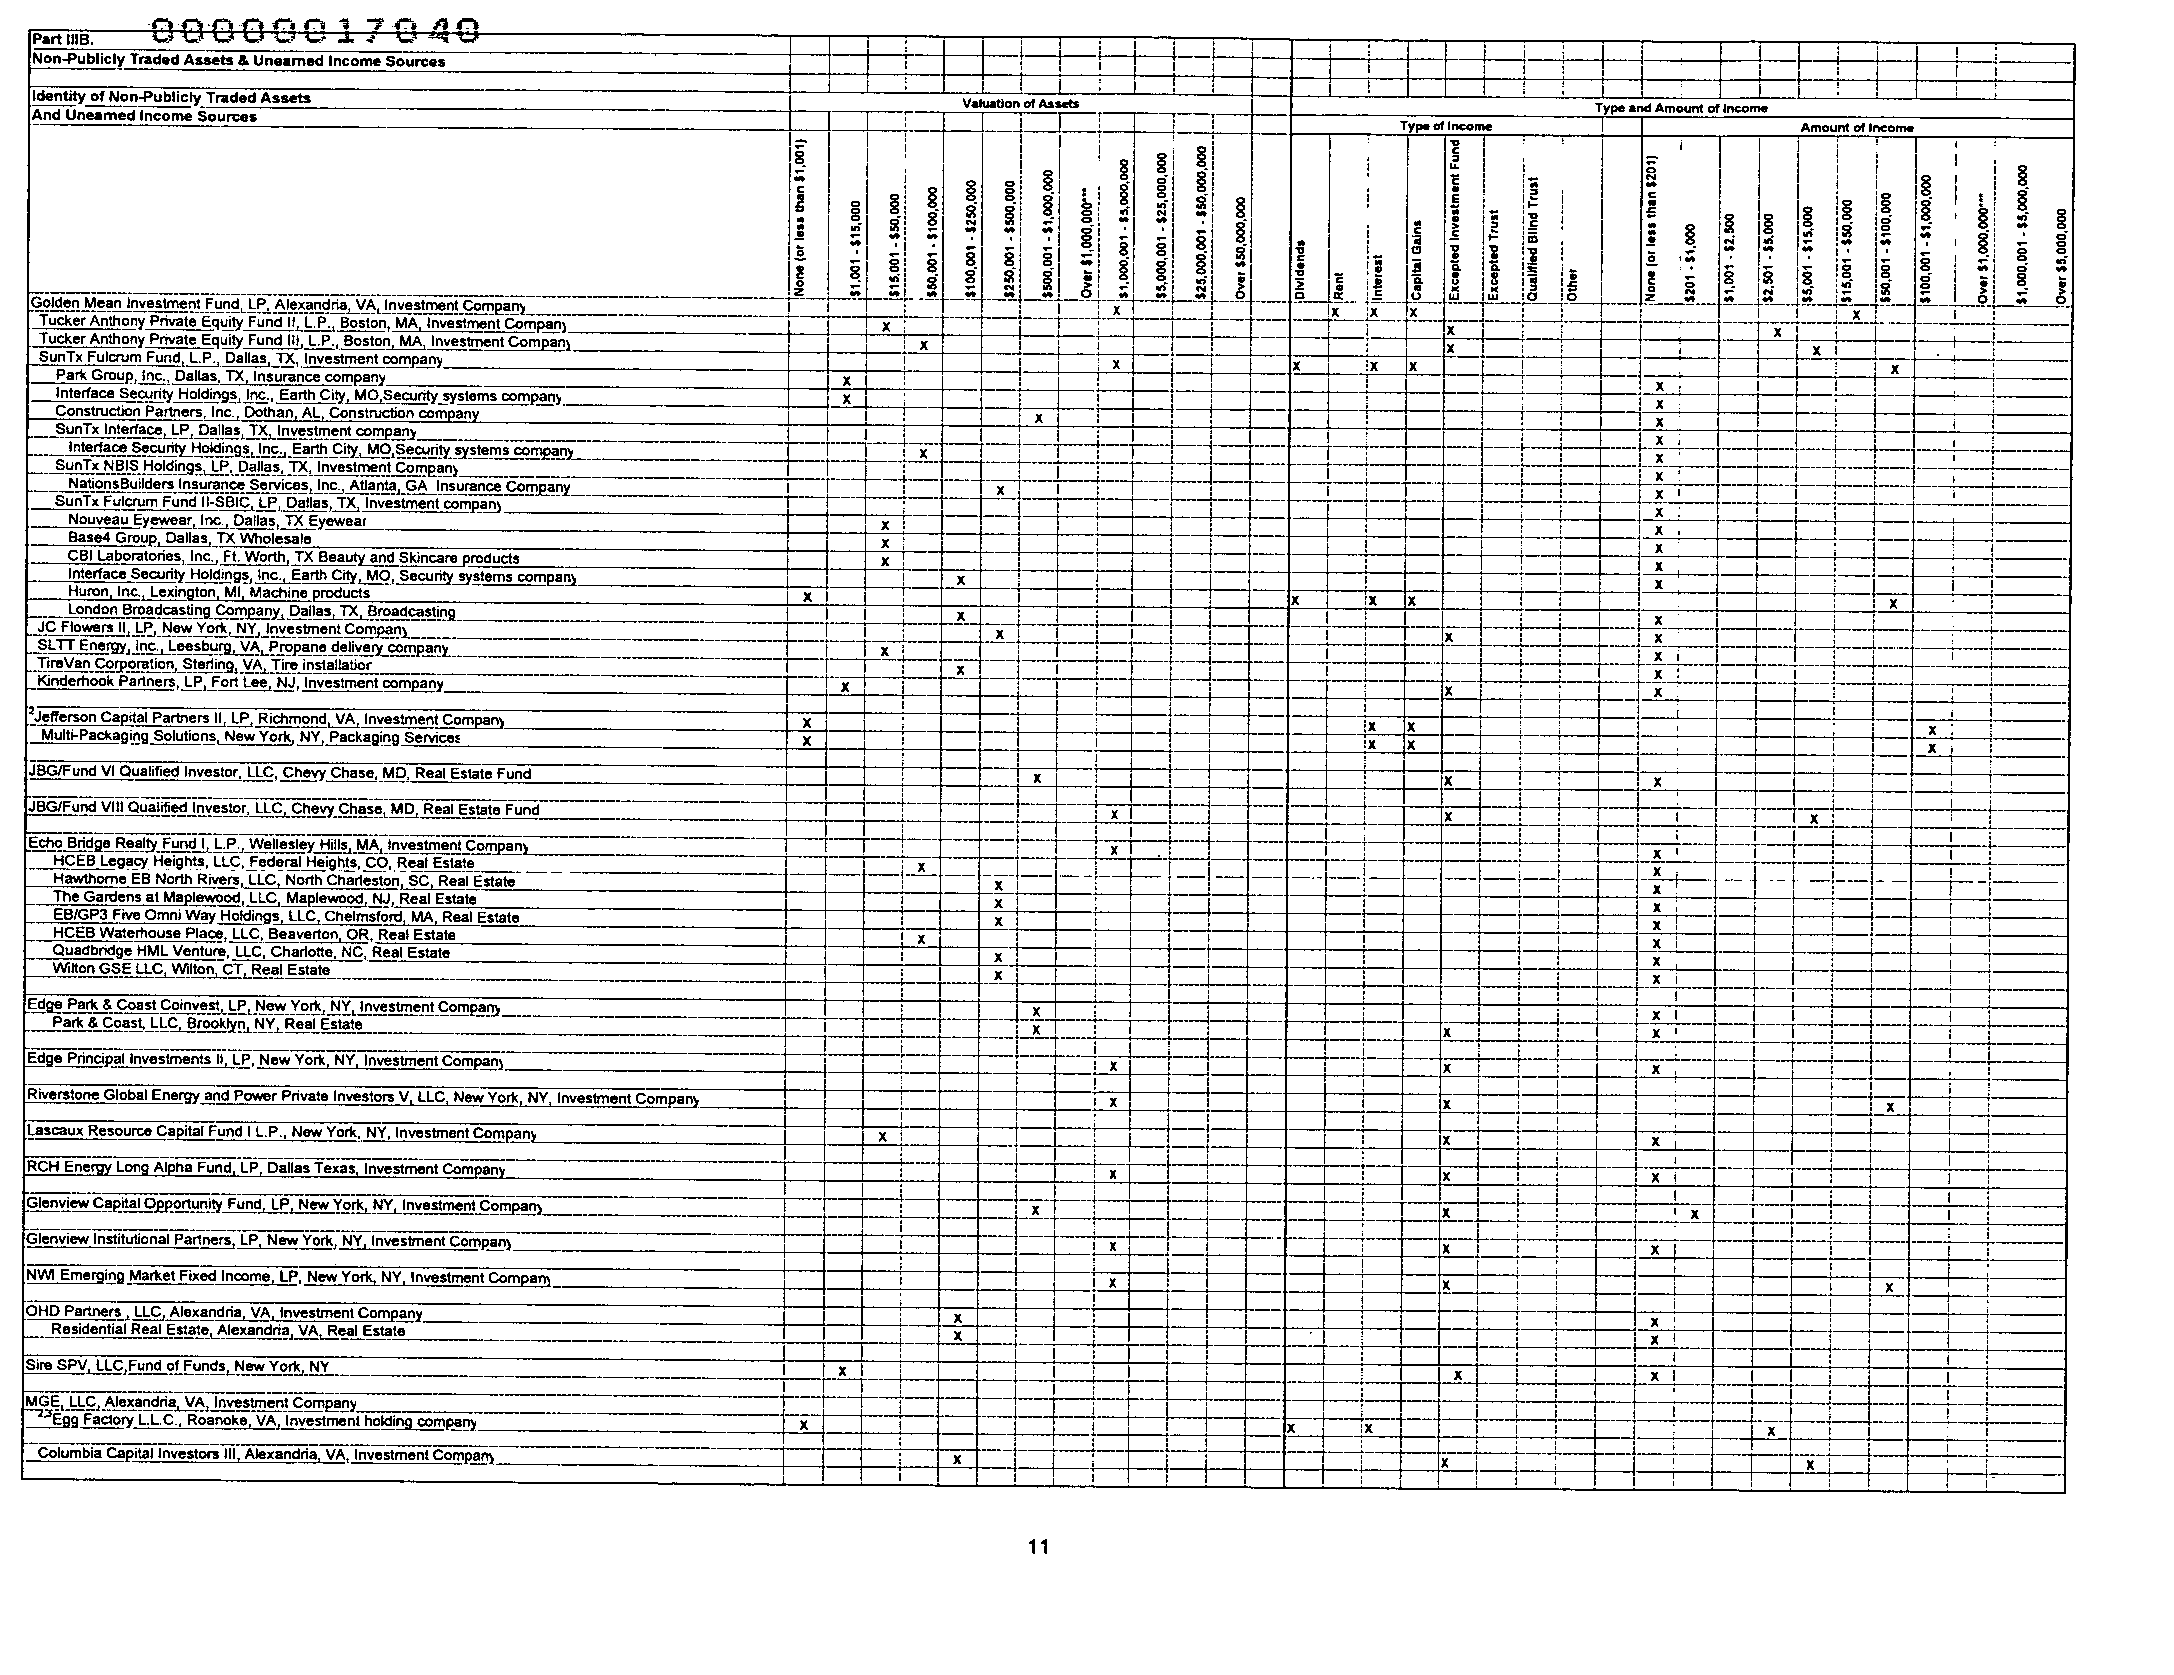 00000017040
Part IIIB.
Non-Publicly Traded Assets & Unearned Income Sources
Identity of Non-Publicly Traded Assets
And Unearned Income Sources
Valuation of Assets
Type and Amount of Income
Type of Income
Amount of Income
None (or less than $1,001)
$1,001 - $15,000
$15,001 - $50,000
$50,001 - $100,000
$100,001 - $250,000
$250,001 - $500,000
$500,001 - $1,000,000
Over $1,000,000***
$1,000,001 - $5,000,000
$5,000,001 - $25,000,000
$25,000,001 - $50,000,000
Over $50,000,000
Dividends
Rent
Interest
Capital Gains
Excepted Investment Fund
Excepted Trust
Qualified Blind Trust
Other
None (or less than $201)
$201 - $1,000
$1,001 - $2,500
$2,501 - $5,000
$5,001 - $15,000
$15,001 - $50,000
$50,001 - $100,000
$100,001 - $1,000,000
Over $1,000,000***
$1,000,001 - $5,000,000
Over $5,000,000
Golden Mean Investment Fund, LP, Alexandria, VA, Investment Company X X X X X
Tucker Anthony Private Equity Fund II, L.P., Boston, MA, Investment Company X X X
Tucker Anthony Private Equity Fund III, L.P., Boston, MA, Investment Company X X X
SunTx Fulcrum Fund, L.P., Dallas, TX, Investment company X X X X X
Park Group, Inc., Dallas, TX, Insurance company X X
Interface Security Holdings, Inc., Earth City, MO,Security systems company X X
Construction Partners, Inc., Dothan, AL, Construction company X X
SunTx Interface, LP, Dallas, TX, Investment company X
Interface Security Holdings, Inc., Earth City, MO,Security systems company X X
SunTx NBIS Holdings, LP, Dallas, TX, Investment Company X
NationsBuilders Insurance Services, Inc., Atlanta, GA Insurance Company X X
SunTx Fulcrum Fund II-SBIC, LP, Dallas, TX, Investment company X
Nouveau Eyewear, Inc., Dallas, TX Eyewear X X
Base4 Group, Dallas, TX Wholesale X X
CBI Laboratories, Inc., Ft. Worth, TX Beauty and Skincare products X X
Interface Security Holdings, Inc., Earth City, MO, Security systems company X X
Huron, Inc., Lexington, MI, Machine products X X X X X
London Broadcasting Company, Dallas, TX, Broadcasting X X
JC Flowers II, LP, New York, NY, Investment Company X X X
SLTT Energy, Inc., Leesburg, VA, Propane delivery company X X
TireVan Corporation, Sterling, VA, Tire installation X X
Kinderhook Partners, LP, Fort Lee, NJ, Investment company X X X
2Jefferson Capital Partners II, LP, Richmond, VA, Investment Company X X X X
Multi-Packaging Solutions, New York, NY, Packaging Services X X X X
JBG/Fund VI Qualified Investor, LLC, Chevy Chase, MD, Real Estate Fund X X X
JBG/Fund VIII Qualified Investor, LLC, Chevy Chase, MD, Real Estate Fund X X X
Echo Bridge Realty Fund I, L.P., Wellesley Hills, MA, Investment Company X X
HCEB Legacy Heights, LLC, Federal Heights, CO, Real Estate X X
Hawthorne EB North Rivers, LLC, North Charleston, SC, Real Estate X X
The Gardens at Maplewood, LLC, Maplewood, NJ, Real Estate X X
EB/GP3 Five Omni Way Holdings, LLC, Chelmsford, MA, Real Estate X X
HCEB Waterhouse Place, LLC, Beaverton, OR, Real Estate X X
Quadbridge HML Venture, LLC, Charlotte, NC, Real Estate X X
Wilton GSE LLC, Wilton, CT, Real Estate X X
Edge Park & Coast Coinvest, LP, New York, NY, Investment Company X X
Park & Coast, LLC, Brooklyn, NY, Real Estate X X X
Edge Principal Investments II, LP, New York, NY, Investment Company X X X
Riverstone Global Energy and Power Private Investors V, LLC, New York, NY, Investment Company X X X
Lascaux Resource Capital Fund I L.P., New York, NY, Investment Company X X X
RCH Energy Long Alpha Fund, LP, Dallas Texas, Investment Company X X X
Glenview Capital Opportunity Fund, LP, New York, NY, Investment Company X X X
Glenview Institutional Partners, LP, New York, NY, Investment Company X X X
NWI Emerging Market Fixed Income, LP, New York, NY, Investment Company X X X
OHD Partners , LLC, Alexandria, VA, Investment Company X X
Residential Real Estate, Alexandria, VA, Real Estate X X
Sire SPV, LLC,Fund of Funds, New York, NY X X X
MGE, LLC, Alexandria, VA, Investment Company
2,3Egg Factory L.L.C., Roanoke, VA, Investment holding company X X X X
Columbia Capital Investors III, Alexandria, VA, Investment Company X X X
11